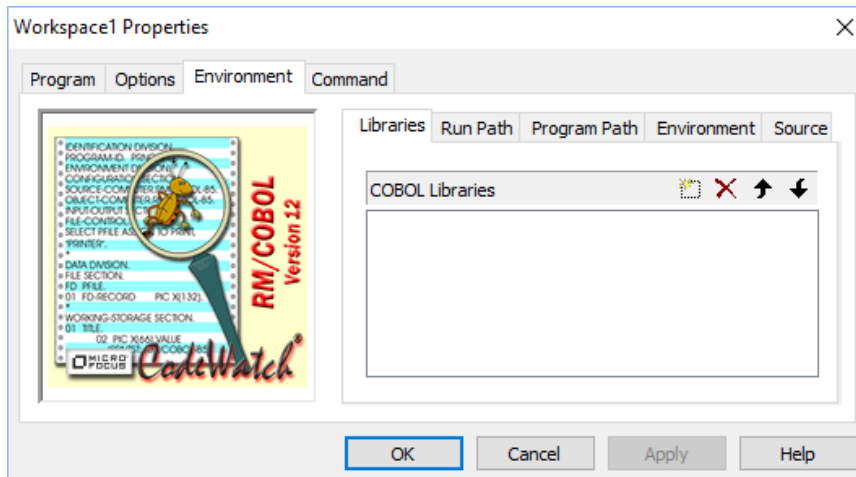 Workspace1 Properties
Program Options Environment Command
Libraries Run Path Program Path Environment Source
COBOL Libraries
IDENTIFICATION DIVISION.
PROGRAM-ID.
ENVIRONMENT
CONFIGURATION SECTION
SOURCE-COMPUTER.
OBJECT-COMPUTER.
INPUT-OUTPUT
FILE-CONTROL
SELECT PFILE ASSIGN TO PRINT,
"PRINTER".
*
DATA DIVISION.
FILE SECTION.
FD PFILE.
01 FD-RECORD PIC X(132).
*
WORKING-STORAGE SECTION.
01 TITLE.
02 PIC X(66) VALUE
RM/COBOL
Version 12
MICRO
FOCUS
CodeWatch®
OK Cancel Apply Help